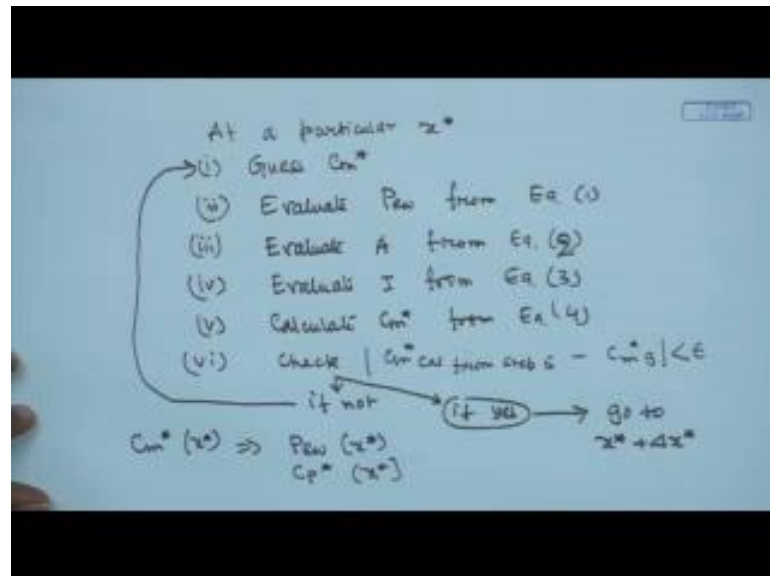 At a particular x*
(i) Guess Cm*
(ii) Evaluate Pew from Eq (1)
(iii) Evaluate A from Eq. (2)
(iv) Evaluate I from Eq (3)
(v) Calculate Cm* from Eq (4)
(vi) Check | Cm* cal from step 5 - Cm* g | < ε
if not if yes → go to
x* + Δx*
Cm* (x*) ⇒ Pew (x*)
Cp* (x*)